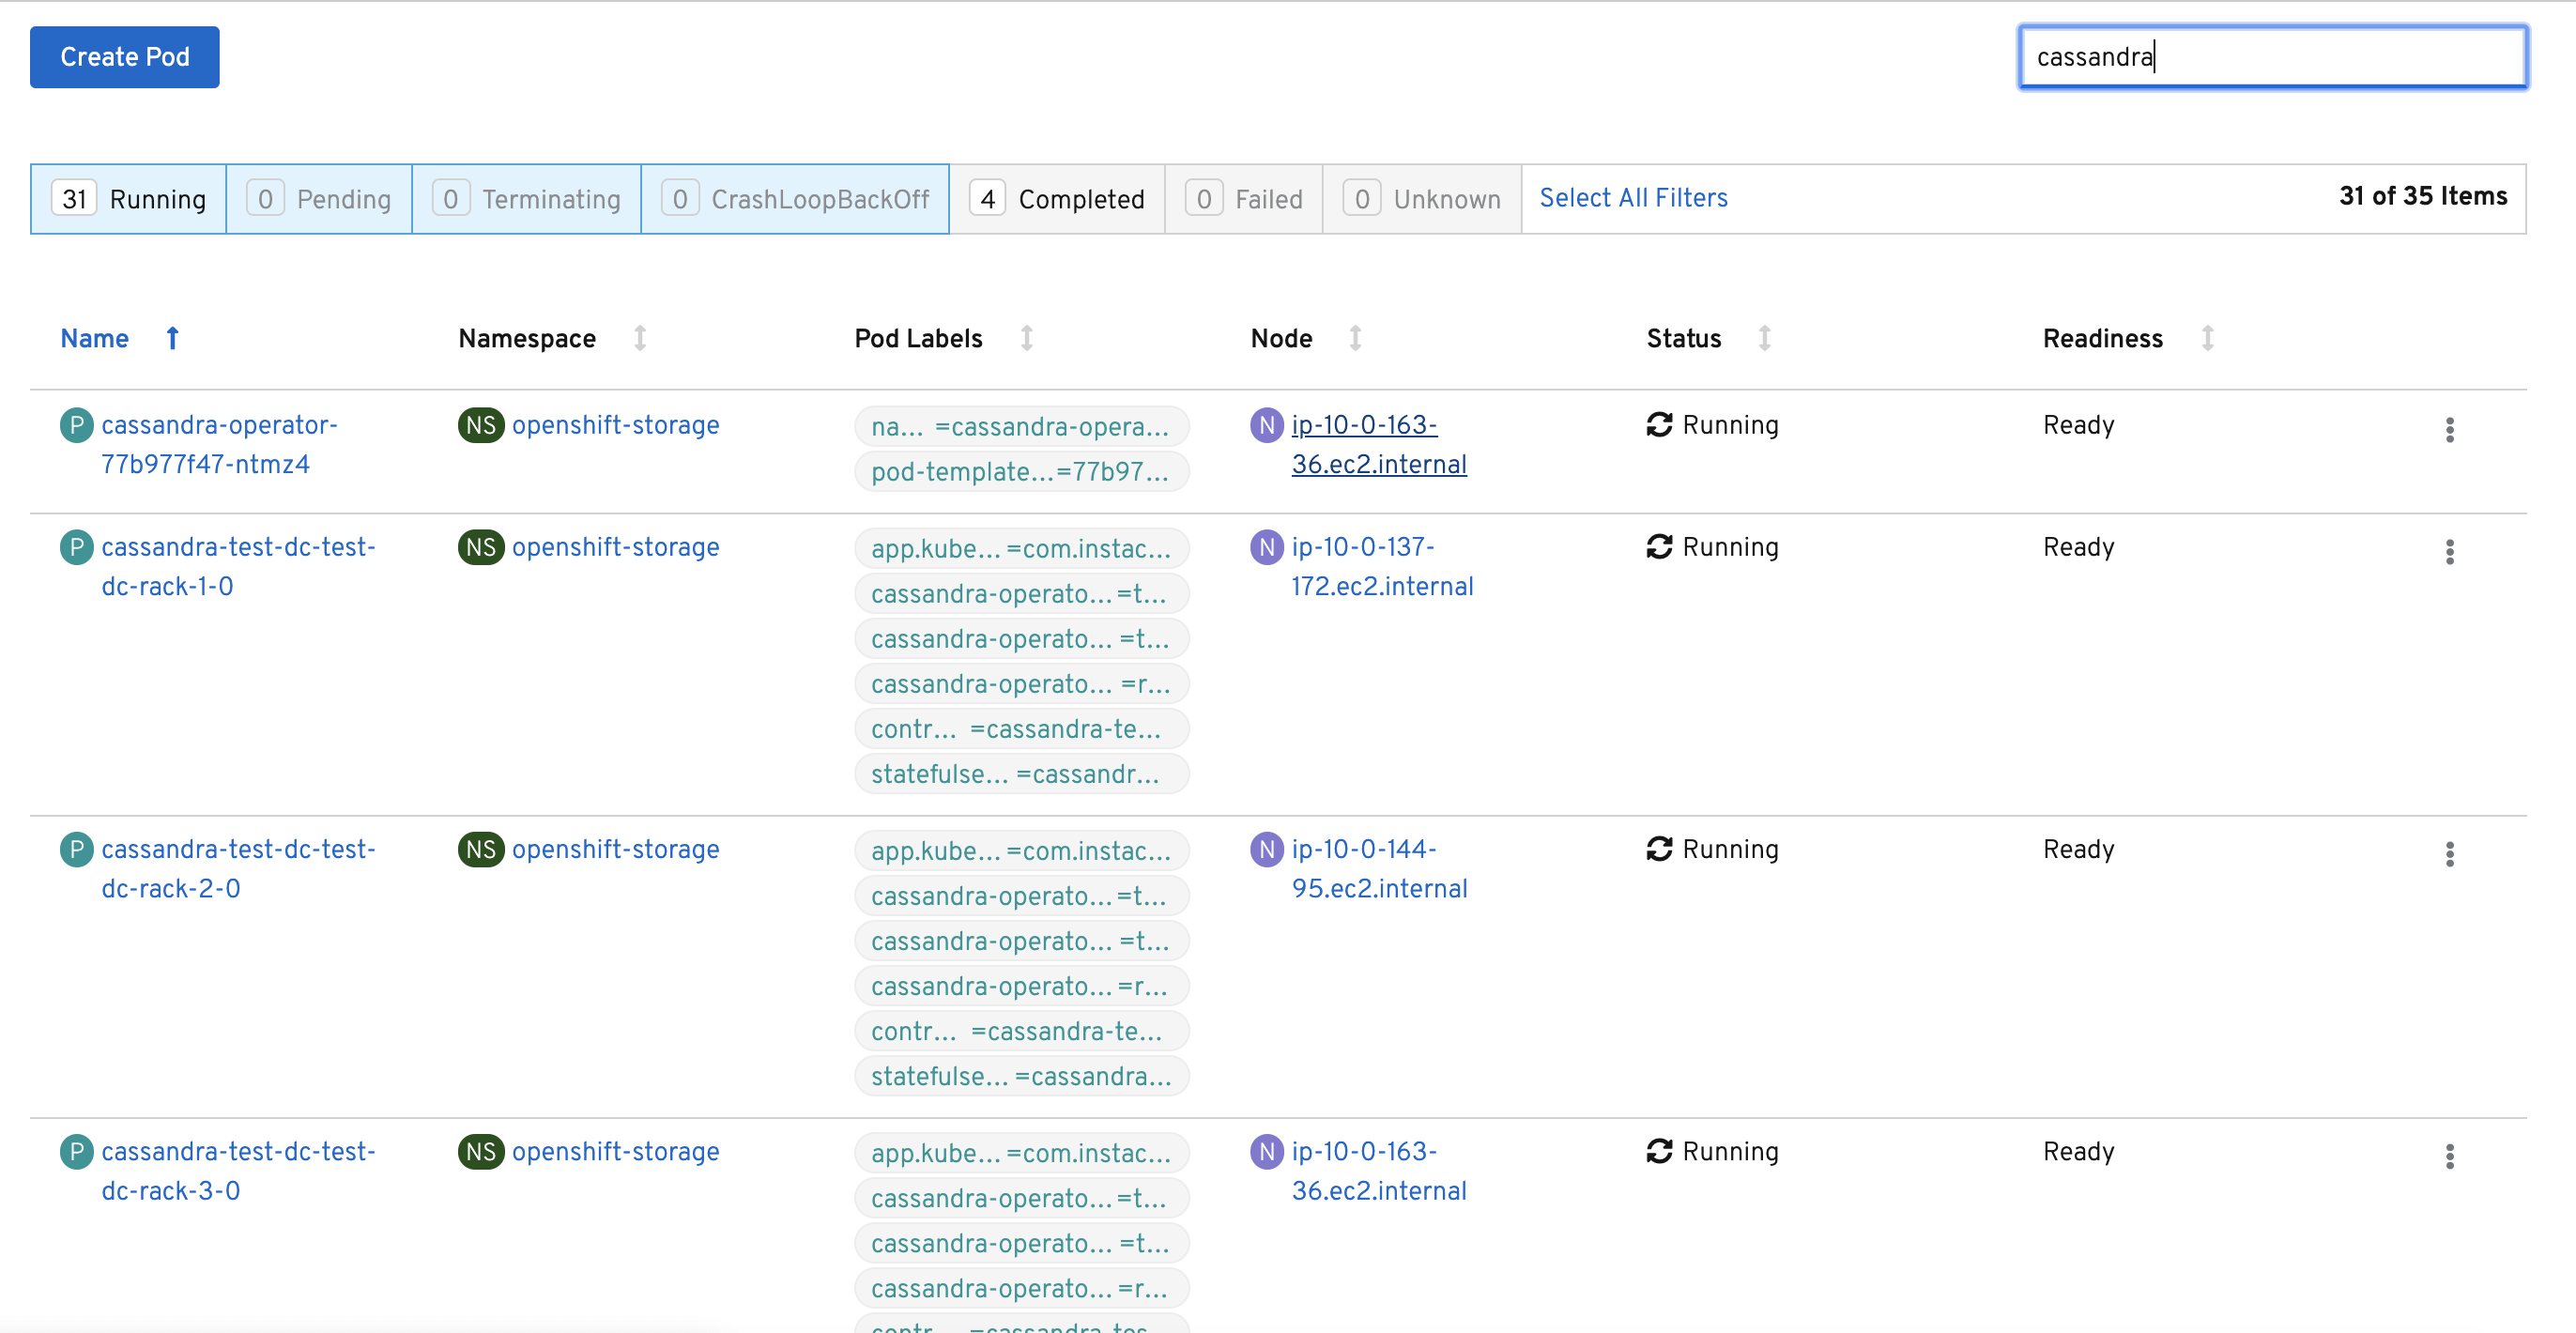 Create Pod
cassandra
31 Running 0 Pending 0 Terminating 0 CrashLoopBackOff 4 Completed 0 Failed 0 Unknown Select All Filters 31 of 35 Items
Name Namespace Pod Labels Node Status Readiness
P cassandra-operator- NS openshift-storage na... =cassandra-opera... N ip-10-0-163- Running Ready
77b977f47-ntmz4 pod-template...=77b97... 36.ec2.internal
P cassandra-test-dc-test- NS openshift-storage app.kube... =com.instac... N ip-10-0-137- Running Ready
dc-rack-1-0 cassandra-operato... =t... 172.ec2.internal
cassandra-operato... =t...
cassandra-operato... =r...
contr... =cassandra-te...
statefulse... =cassandr...
P cassandra-test-dc-test- NS openshift-storage app.kube... =com.instac... N ip-10-0-144- Running Ready
dc-rack-2-0 cassandra-operato... =t... 95.ec2.internal
cassandra-operato... =t...
cassandra-operato... =r...
contr... =cassandra-te...
statefulse... =cassandra...
P cassandra-test-dc-test- NS openshift-storage app.kube... =com.instac... N ip-10-0-163- Running Ready
dc-rack-3-0 cassandra-operato... =t... 36.ec2.internal
cassandra-operato... =t...
cassandra-operato... =r...
contr... =cassandra-tes